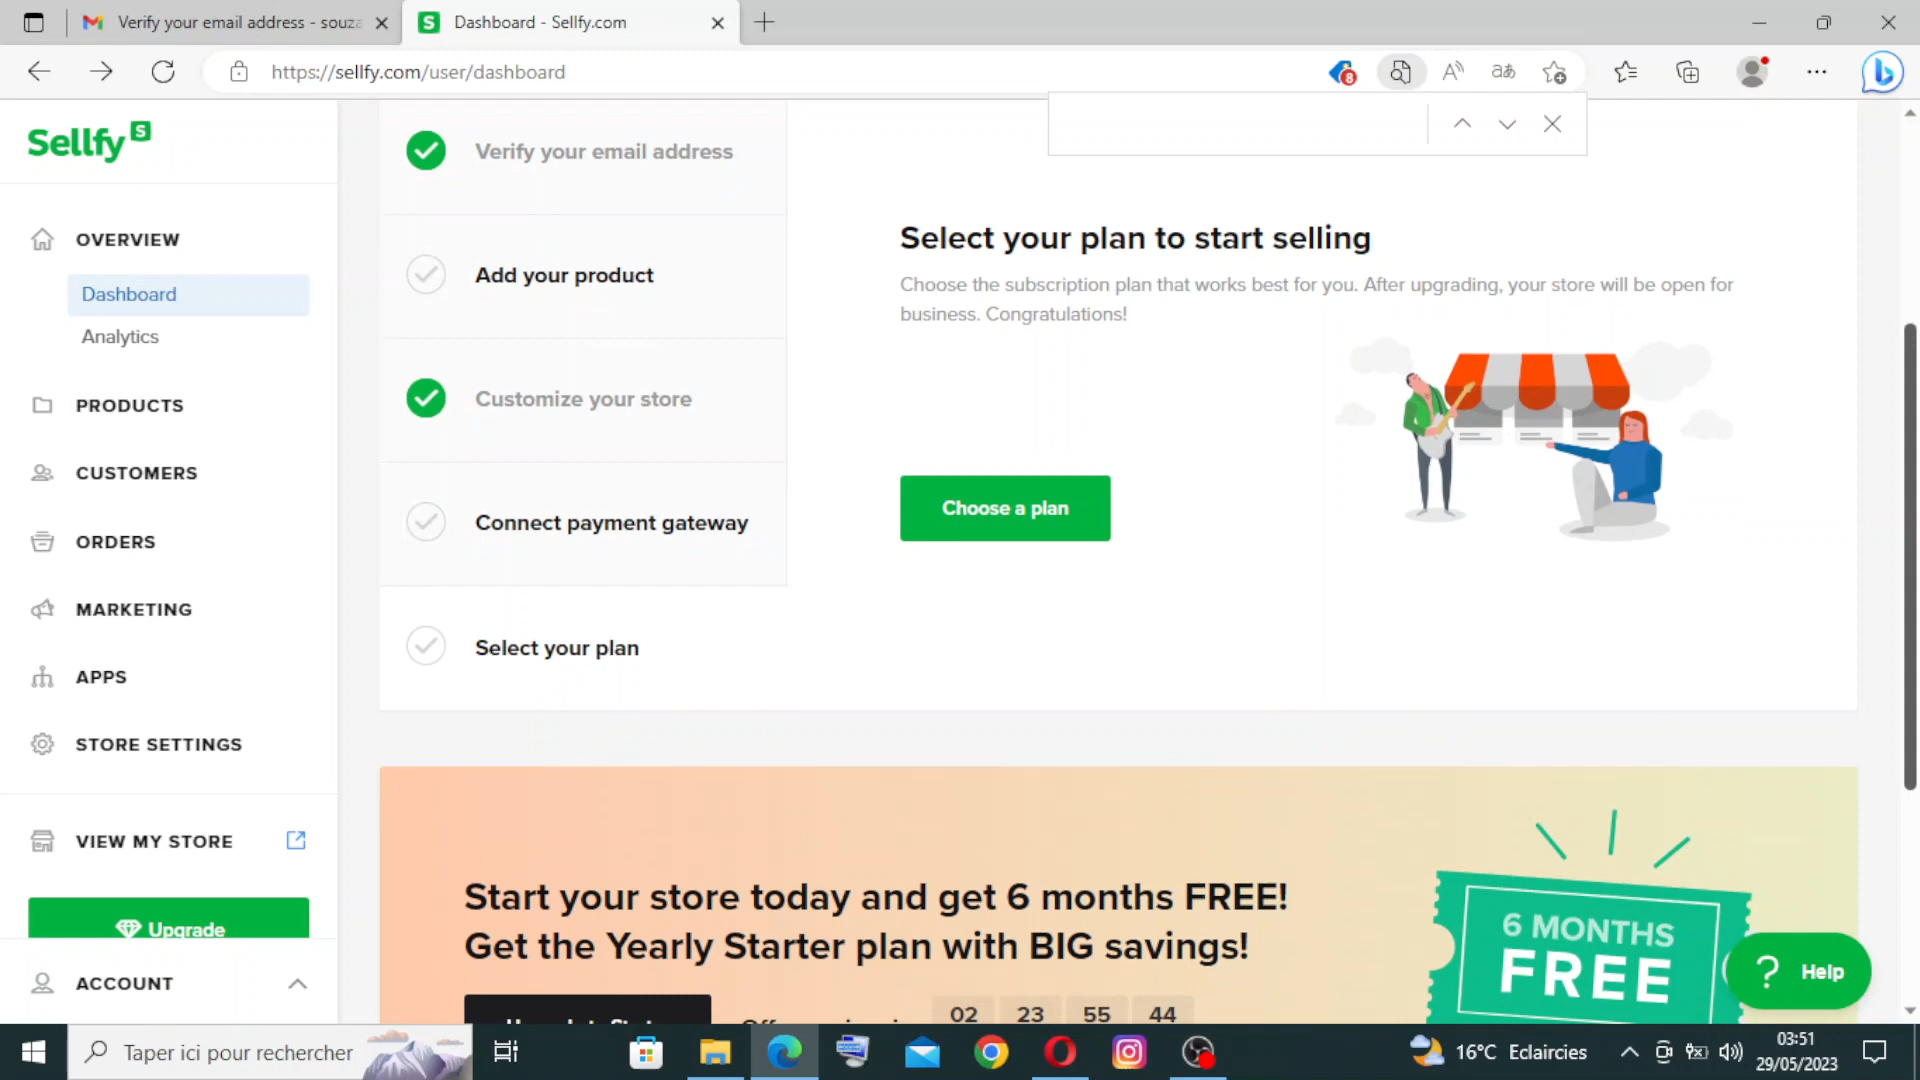 Verify your email address - souza
Dashboard - Sellfy.com
https://sellfy.com/user/dashboard
8
aあ
Sellfy S
OVERVIEW
Dashboard
Analytics
PRODUCTS
CUSTOMERS
ORDERS
MARKETING
APPS
STORE SETTINGS
VIEW MY STORE
Upgrade
ACCOUNT
Verify your email address
Add your product
Customize your store
Connect payment gateway
Select your plan
Select your plan to start selling
Choose the subscription plan that works best for you. After upgrading, your store will be open for
business. Congratulations!
Choose a plan
Start your store today and get 6 months FREE!
Get the Yearly Starter plan with BIG savings!
02 23 55 44
6 MONTHS
FREE
? Help
Taper ici pour rechercher
16°C Eclaircies
03:51
29/05/2023